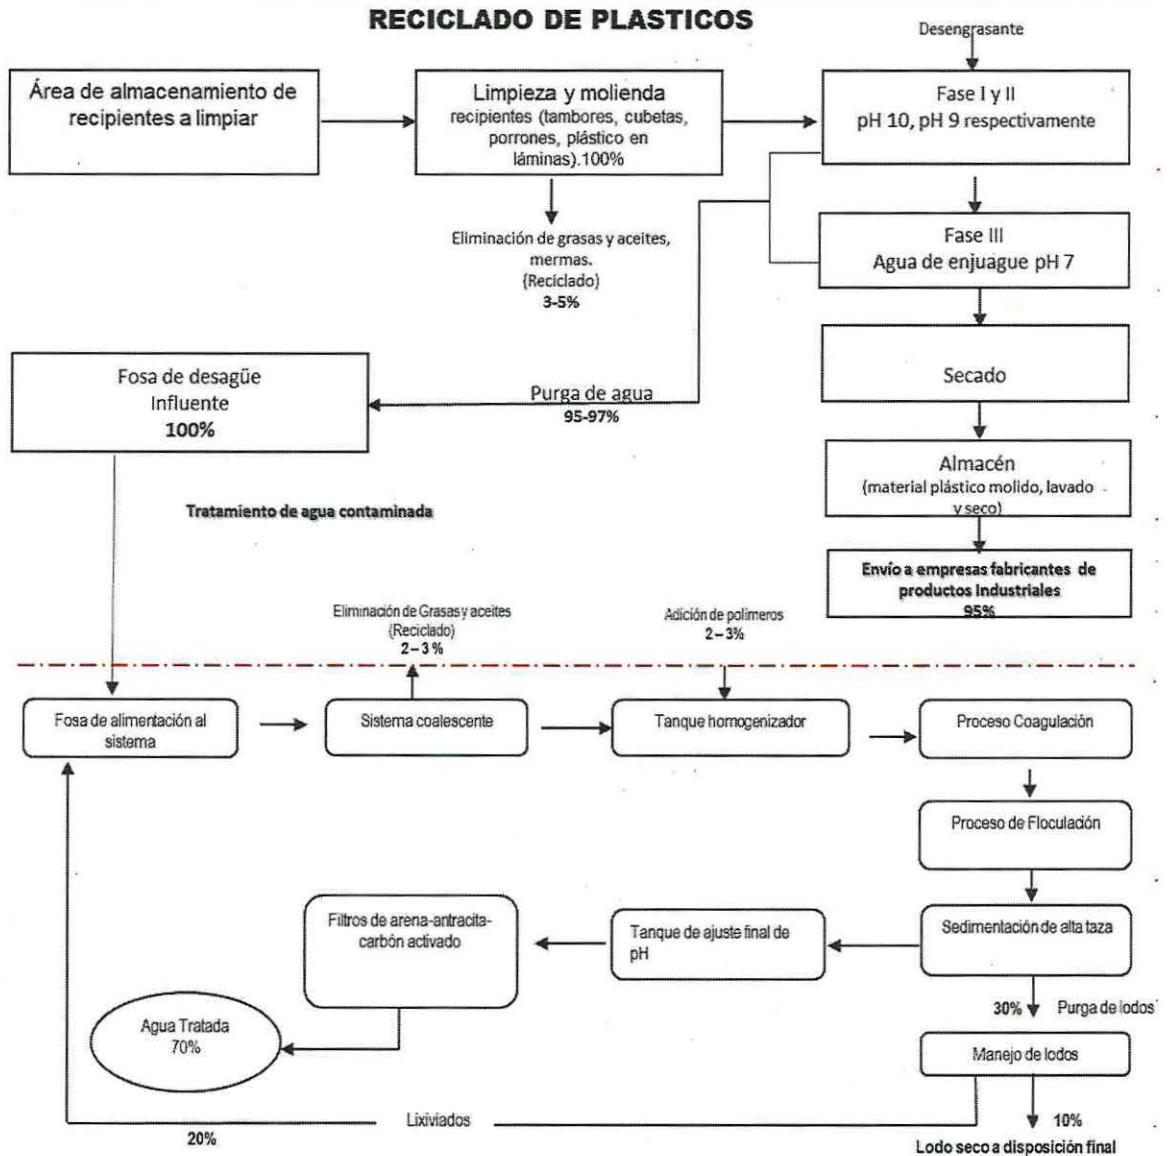 RECICLADO DE PLASTICOS
Desengrasante
Área de almacenamiento de
recipientes a limpiar
Limpieza y molienda
recipientes (tambores, cubetas,
porrones, plástico en
láminas).100%
Fase I y II
pH 10, pH 9 respectivamente
Eliminación de grasas y aceites,
mermas.
(Reciclado)
3-5%
Fase III
Agua de enjuague pH 7
Secado
Fosa de desagüe
Influente
100%
Purga de agua
95-97%
Almacén
(material plástico molido, lavado
y seco)
Tratamiento de agua contaminada
Envío a empresas fabricantes de
productos Industriales
95%
Eliminación de Grasas y aceites
(Reciclado)
2–3 %
Adición de polímeros
2–3%
Fosa de alimentación al
sistema
Sistema coalescente
Tanque homogenizador
Proceso Coagulación
Proceso de Floculación
Filtros de arena-antracita-
carbón activado
Tanque de ajuste final de
pH
Sedimentación de alta taza
30%
Purga de lodos
Agua Tratada
70%
Manejo de lodos
Lixiviados
20%
10%
Lodo seco a disposición final